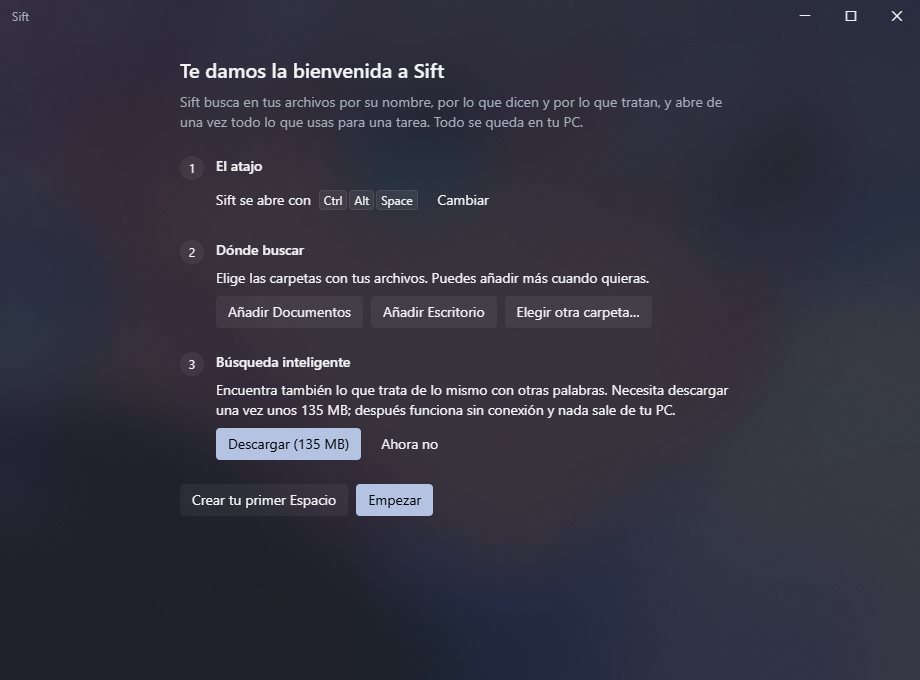 Sift
Te damos la bienvenida a Sift
Sift busca en tus archivos por su nombre, por lo que dicen y por lo que tratan, y abre de
una vez todo lo que usas para una tarea. Todo se queda en tu PC.
1 El atajo
Sift se abre con Ctrl Alt Space Cambiar
2 Dónde buscar
Elige las carpetas con tus archivos. Puedes añadir más cuando quieras.
Añadir Documentos Añadir Escritorio Elegir otra carpeta...
3 Búsqueda inteligente
Encuentra también lo que trata de lo mismo con otras palabras. Necesita descargar
una vez unos 135 MB; después funciona sin conexión y nada sale de tu PC.
Descargar (135 MB) Ahora no
Crear tu primer Espacio Empezar